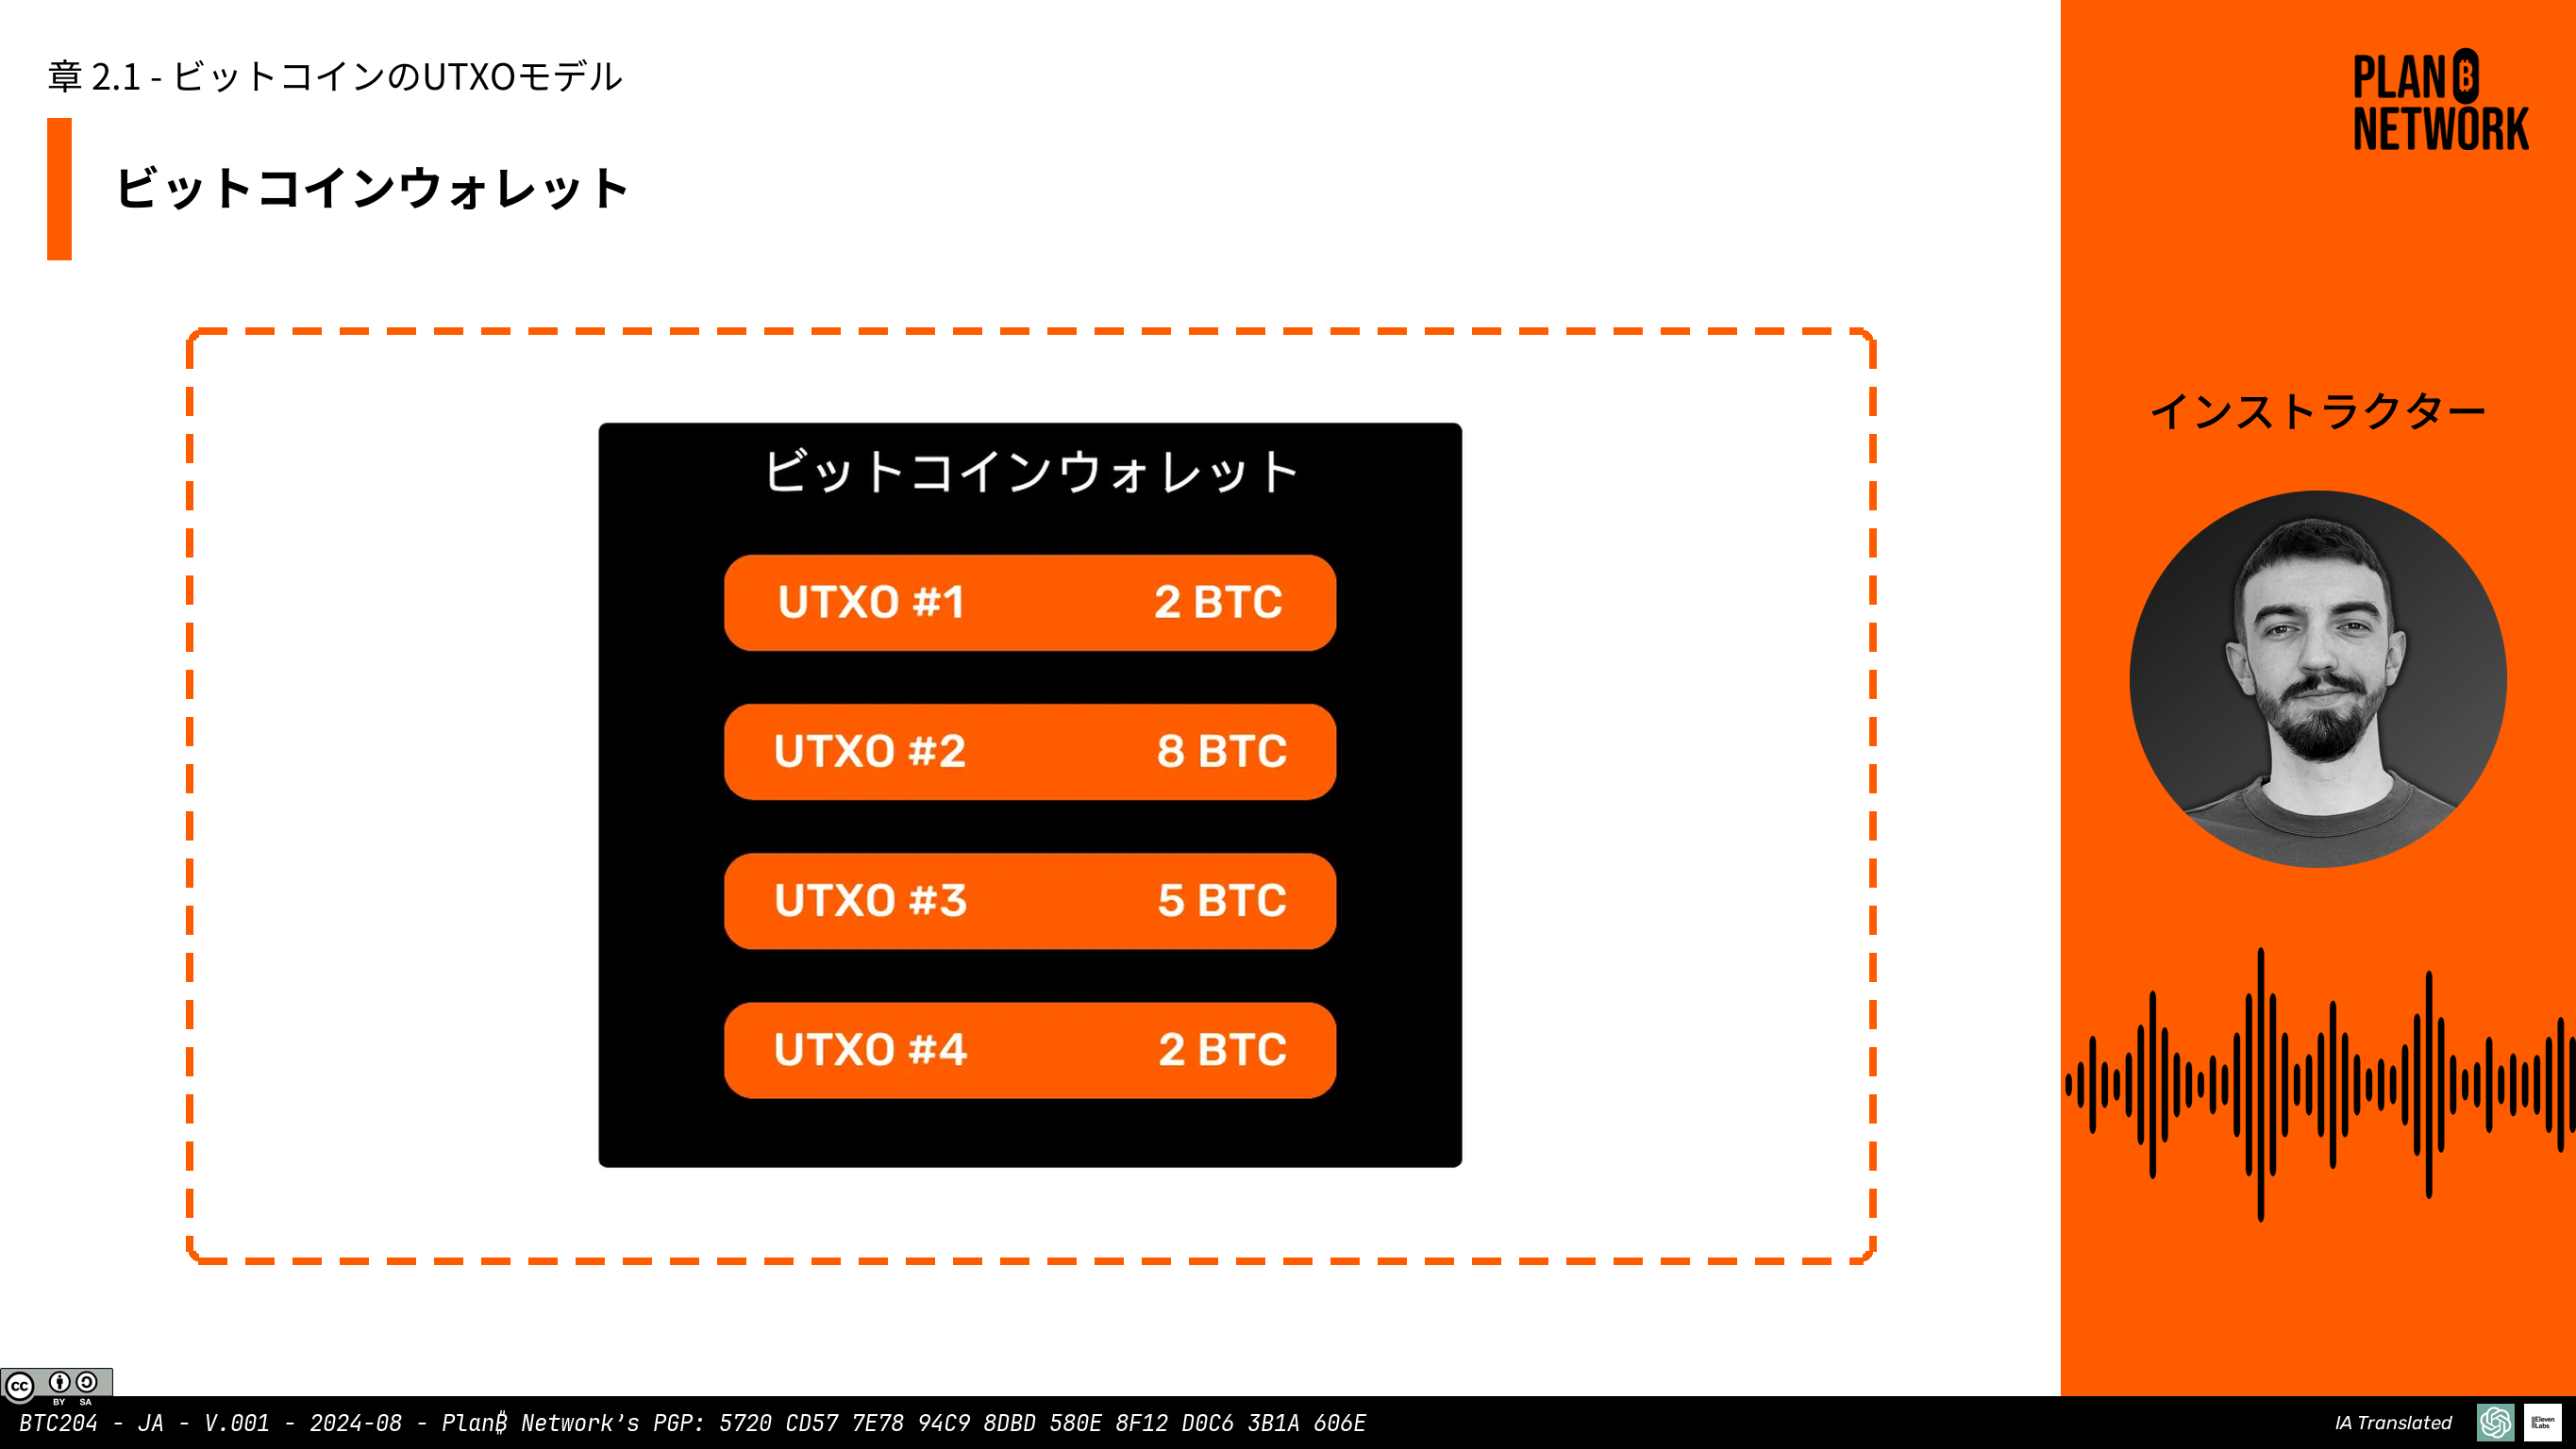 章 2.1 - ビットコインのUTXOモデル
PLAN ₿
NETWORK
ビットコインウォレット
インストラクター
ビットコインウォレット
UTXO #1 2 BTC
UTXO #2 8 BTC
UTXO #3 5 BTC
UTXO #4 2 BTC
cc BY SA
BTC204 - JA - V.001 - 2024-08 - Plan₿ Network’s PGP: 5720 CD57 7E78 94C9 8DBD 580E 8F12 D0C6 3B1A 606E
IA Translated
IIElevenLabs